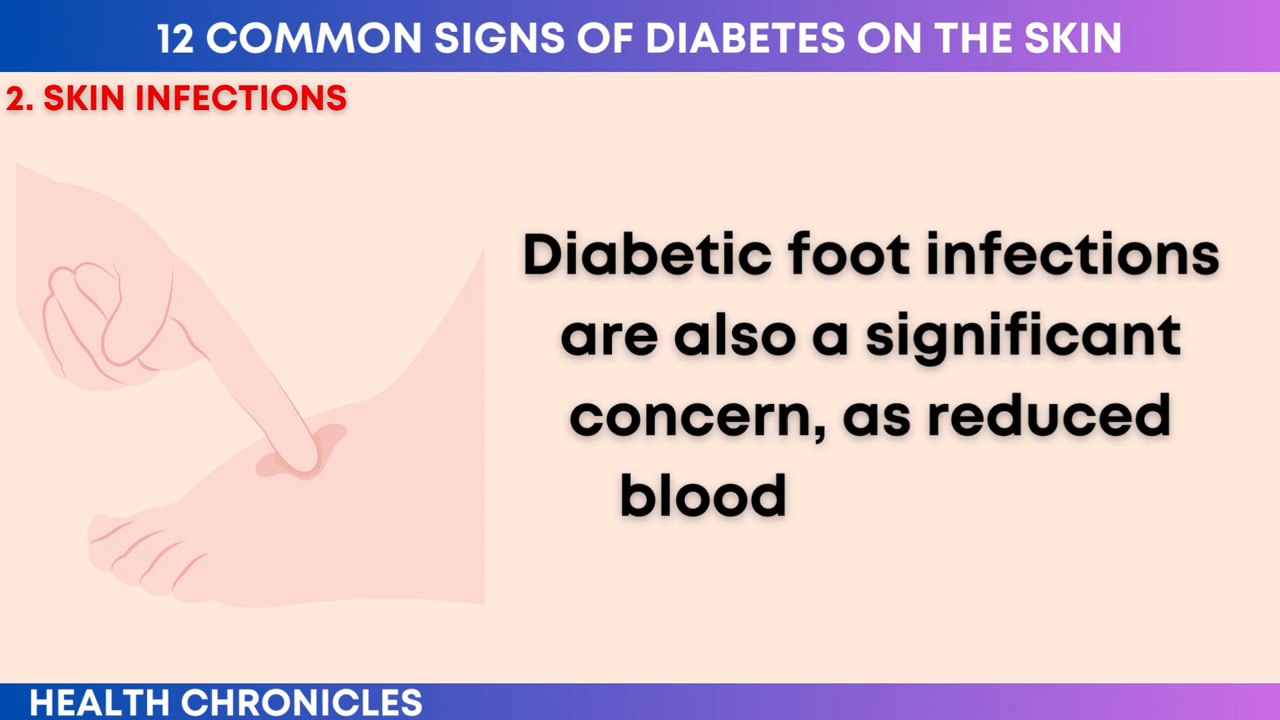 12 COMMON SIGNS OF DIABETES ON THE SKIN
2. SKIN INFECTIONS
Diabetic foot infections
are also a significant
concern, as reduced
blood
HEALTH CHRONICLES